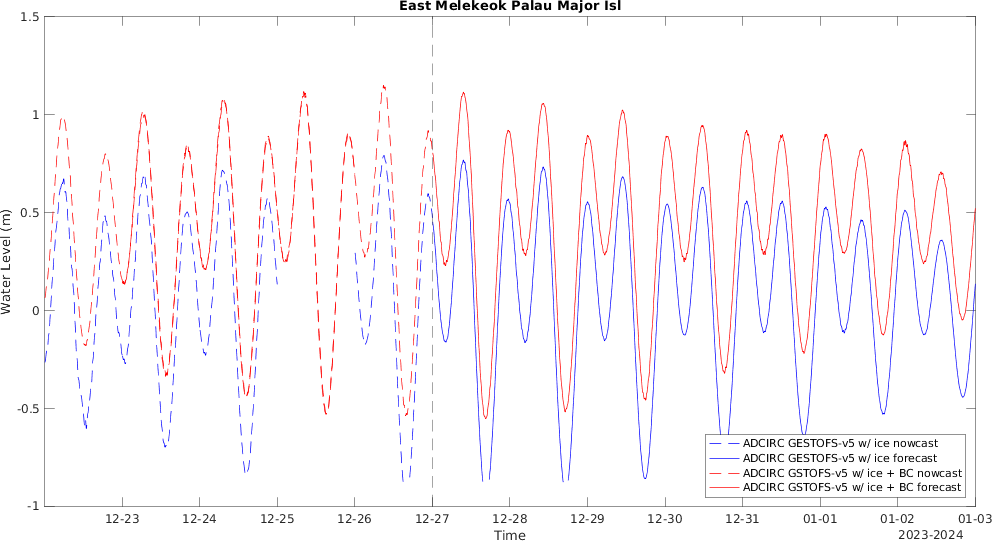 East Melekeok Palau Major Isl
1.5
1
0.5
0
-0.5
-1
Water Level (m)
ADCIRC GESTOFS-v5 w/ ice nowcast
ADCIRC GESTOFS-v5 w/ ice forecast
ADCIRC GSTOFS-v5 w/ ice + BC nowcast
ADCIRC GSTOFS-v5 w/ ice + BC forecast
12-23 12-24 12-25 12-26 12-27 12-28 12-29 12-30 12-31 01-01 01-02 01-03
Time
2023-2024